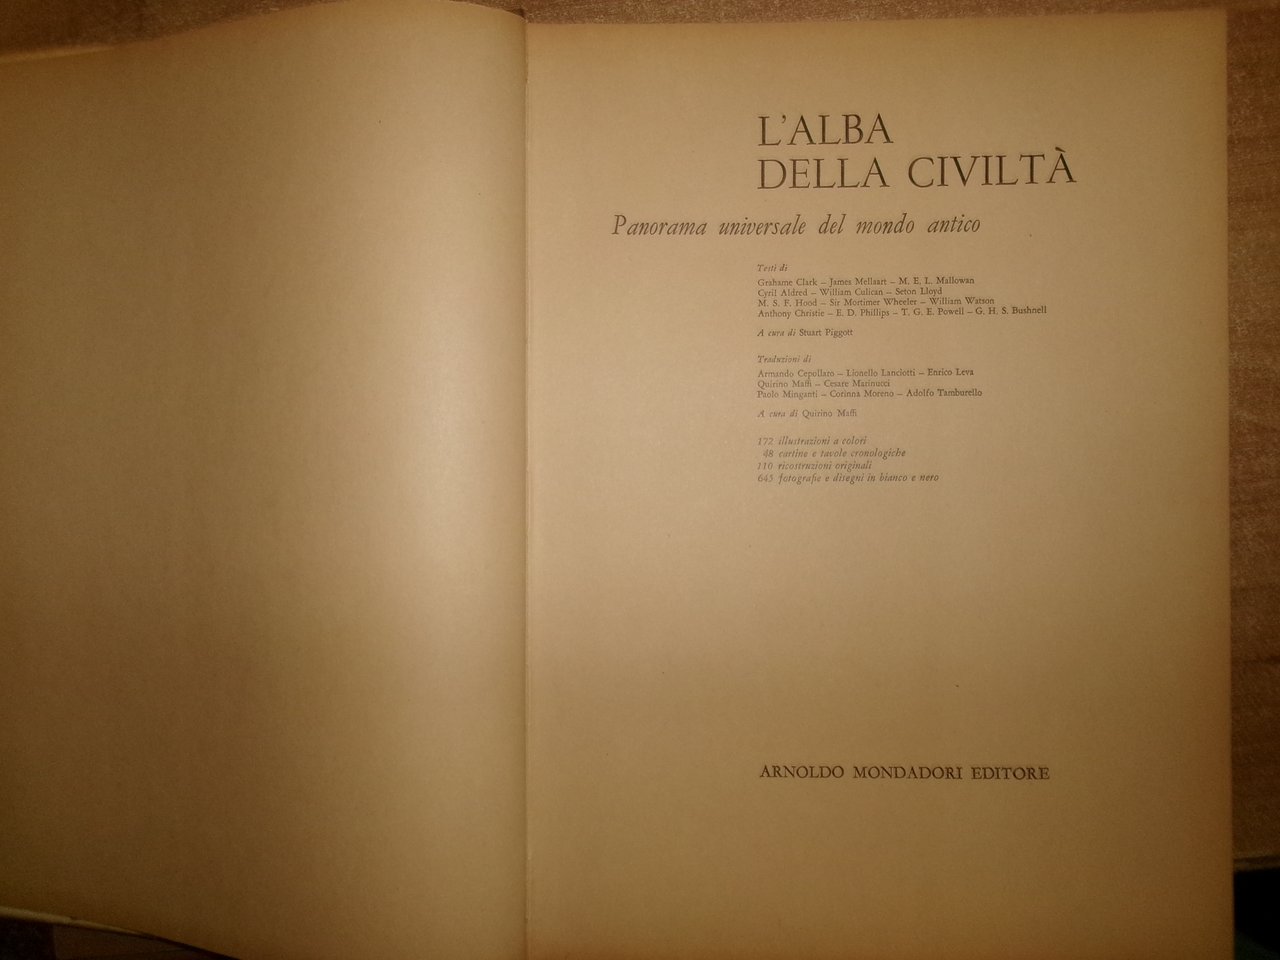 L'ALBA
DELLA CIVILTÀ
Panorama universale del mondo antico
Testi di
Grahame Clark – James Mellaart – M. E. L. Mallowan
Cyril Aldred – William Culican – Seton Lloyd
M. S. F. Hood – Sir Mortimer Wheeler – William Watson
Anthony Christie – E. D. Phillips – T. G. E. Powell – G. H. S. Bushnell
A cura di Stuart Piggott
Traduzioni di
Armando Cepollaro – Lionello Lanciotti – Enrico Leva
Quirino Maffi – Cesare Marinucci
Paolo Minganti – Corinna Moreno – Adolfo Tamburello
A cura di Quirino Maffi
172 illustrazioni a colori
48 cartine e tavole cronologiche
110 ricostruzioni originali
645 fotografie e disegni in bianco e nero
ARNOLDO MONDADORI EDITORE